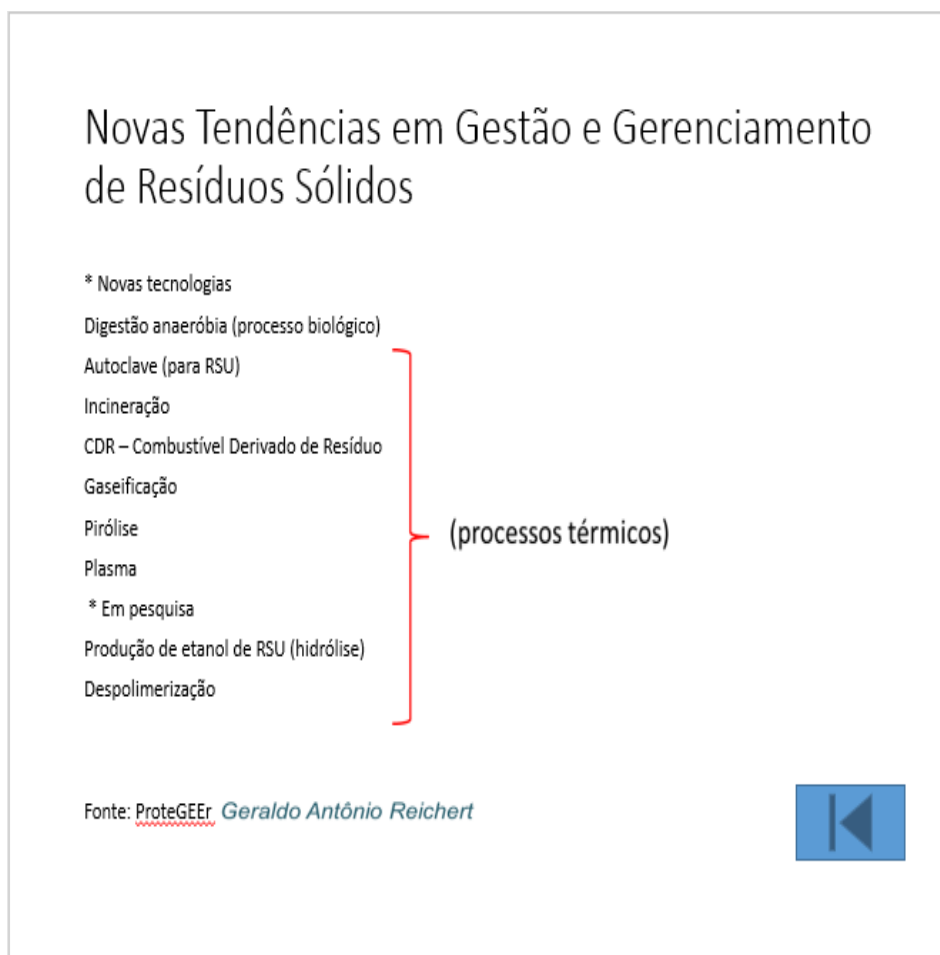 Novas Tendências em Gestão e Gerenciamento
de Resíduos Sólidos
* Novas tecnologias
Digestão anaeróbia (processo biológico)
Autoclave (para RSU)
Incineração
CDR – Combustível Derivado de Resíduo
Gaseificação
Pirólise
(processos térmicos)
Plasma
* Em pesquisa
Produção de etanol de RSU (hidrólise)
Despolimerização
Fonte: ProteGEEr Geraldo Antônio Reichert